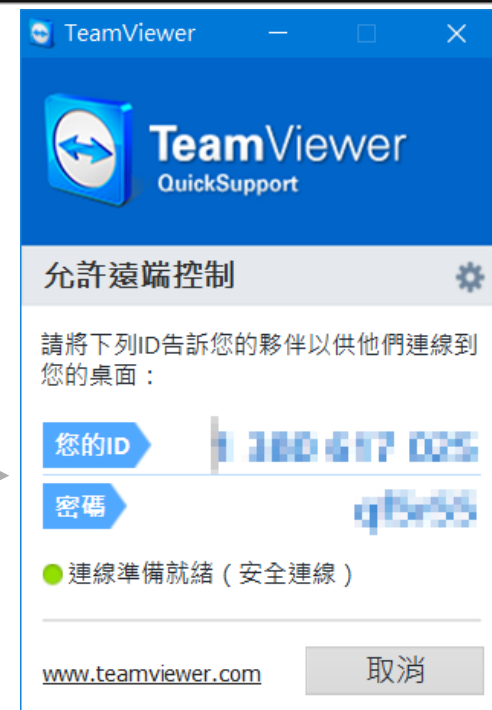 TeamViewer
TeamViewer
QuickSupport
允許遠端控制
請將下列ID告訴您的夥伴以供他們連線到
您的桌面：
您的ID
密碼
連線準備就緒（安全連線）
www.teamviewer.com
取消